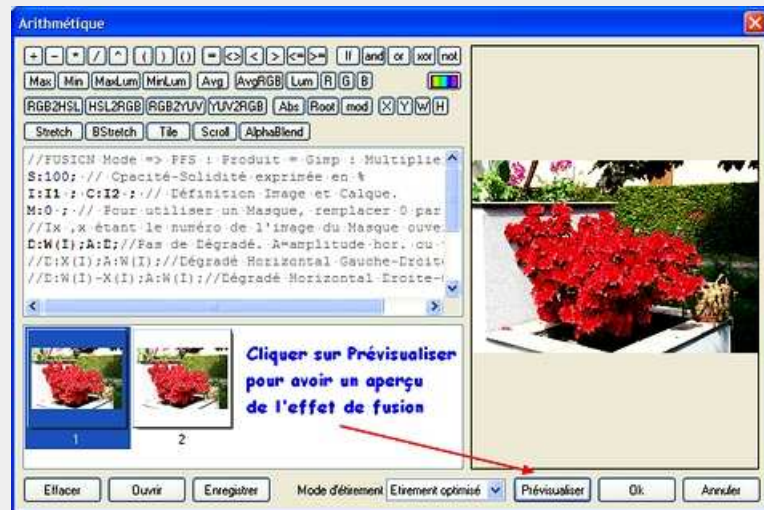 Arithmétique
+ - * / ^ ( ) () = <> < > <= >= || and or xor not
Max Min MaxLum MinLum Avg AvgRGB Lum R G B
RGB2HSL HSL2RGB RGB2YUV YUV2RGB Abs Root mod X Y W H
Stretch BStretch Tile Scroll AlphaBlend
//FUSION Mode => PFS : Produit = Gimp : Multiplie
S:100; // Opacité-Solidité exprimée en %
I:I1 ; C:I2 ; // Définition Image et Calque.
M:0 ; // Pour utiliser un Masque, remplacer 0 par
//Ix ,x étant le numéro de l'image du Masque ouve
D:W(I);A:D;//Pas de Dégradé. A=amplitude hor. ou
//D:X(I);A:W(I);//Dégradé Horizontal Gauche-Droite
//D:W(I)-X(I);A:W(I);//Dégradé Horizontal Droite-
Cliquer sur Prévisualiser
pour avoir un aperçu
de l'effet de fusion
1 2
Effacer Ouvrir Enregistrer Mode d'étirement Etirement optimisé Prévisualiser Ok Annuler